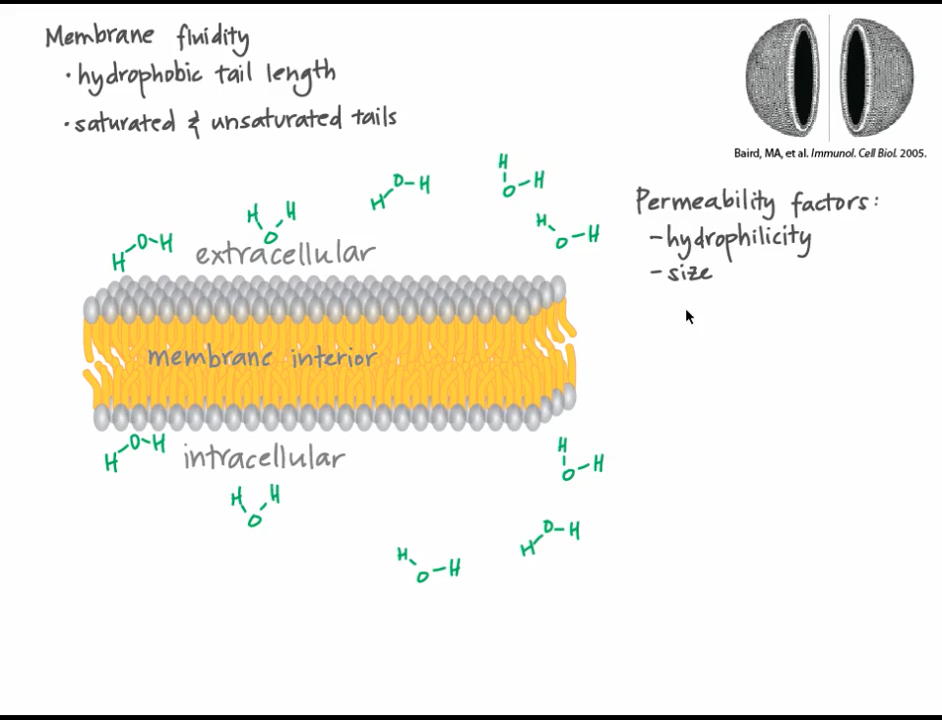 Membrane fluidity
· hydrophobic tail length
· saturated & unsaturated tails
Baird, MA, et al. Immunol. Cell Biol. 2005.
Permeability factors:
- hydrophilicity
- size
H
O-H
H O-H
H H
O
H
O-H
H O-H
extracellular
membrane interior
H O-H
intracellular
H
O-H
H H
O
H O-H
H
O-H